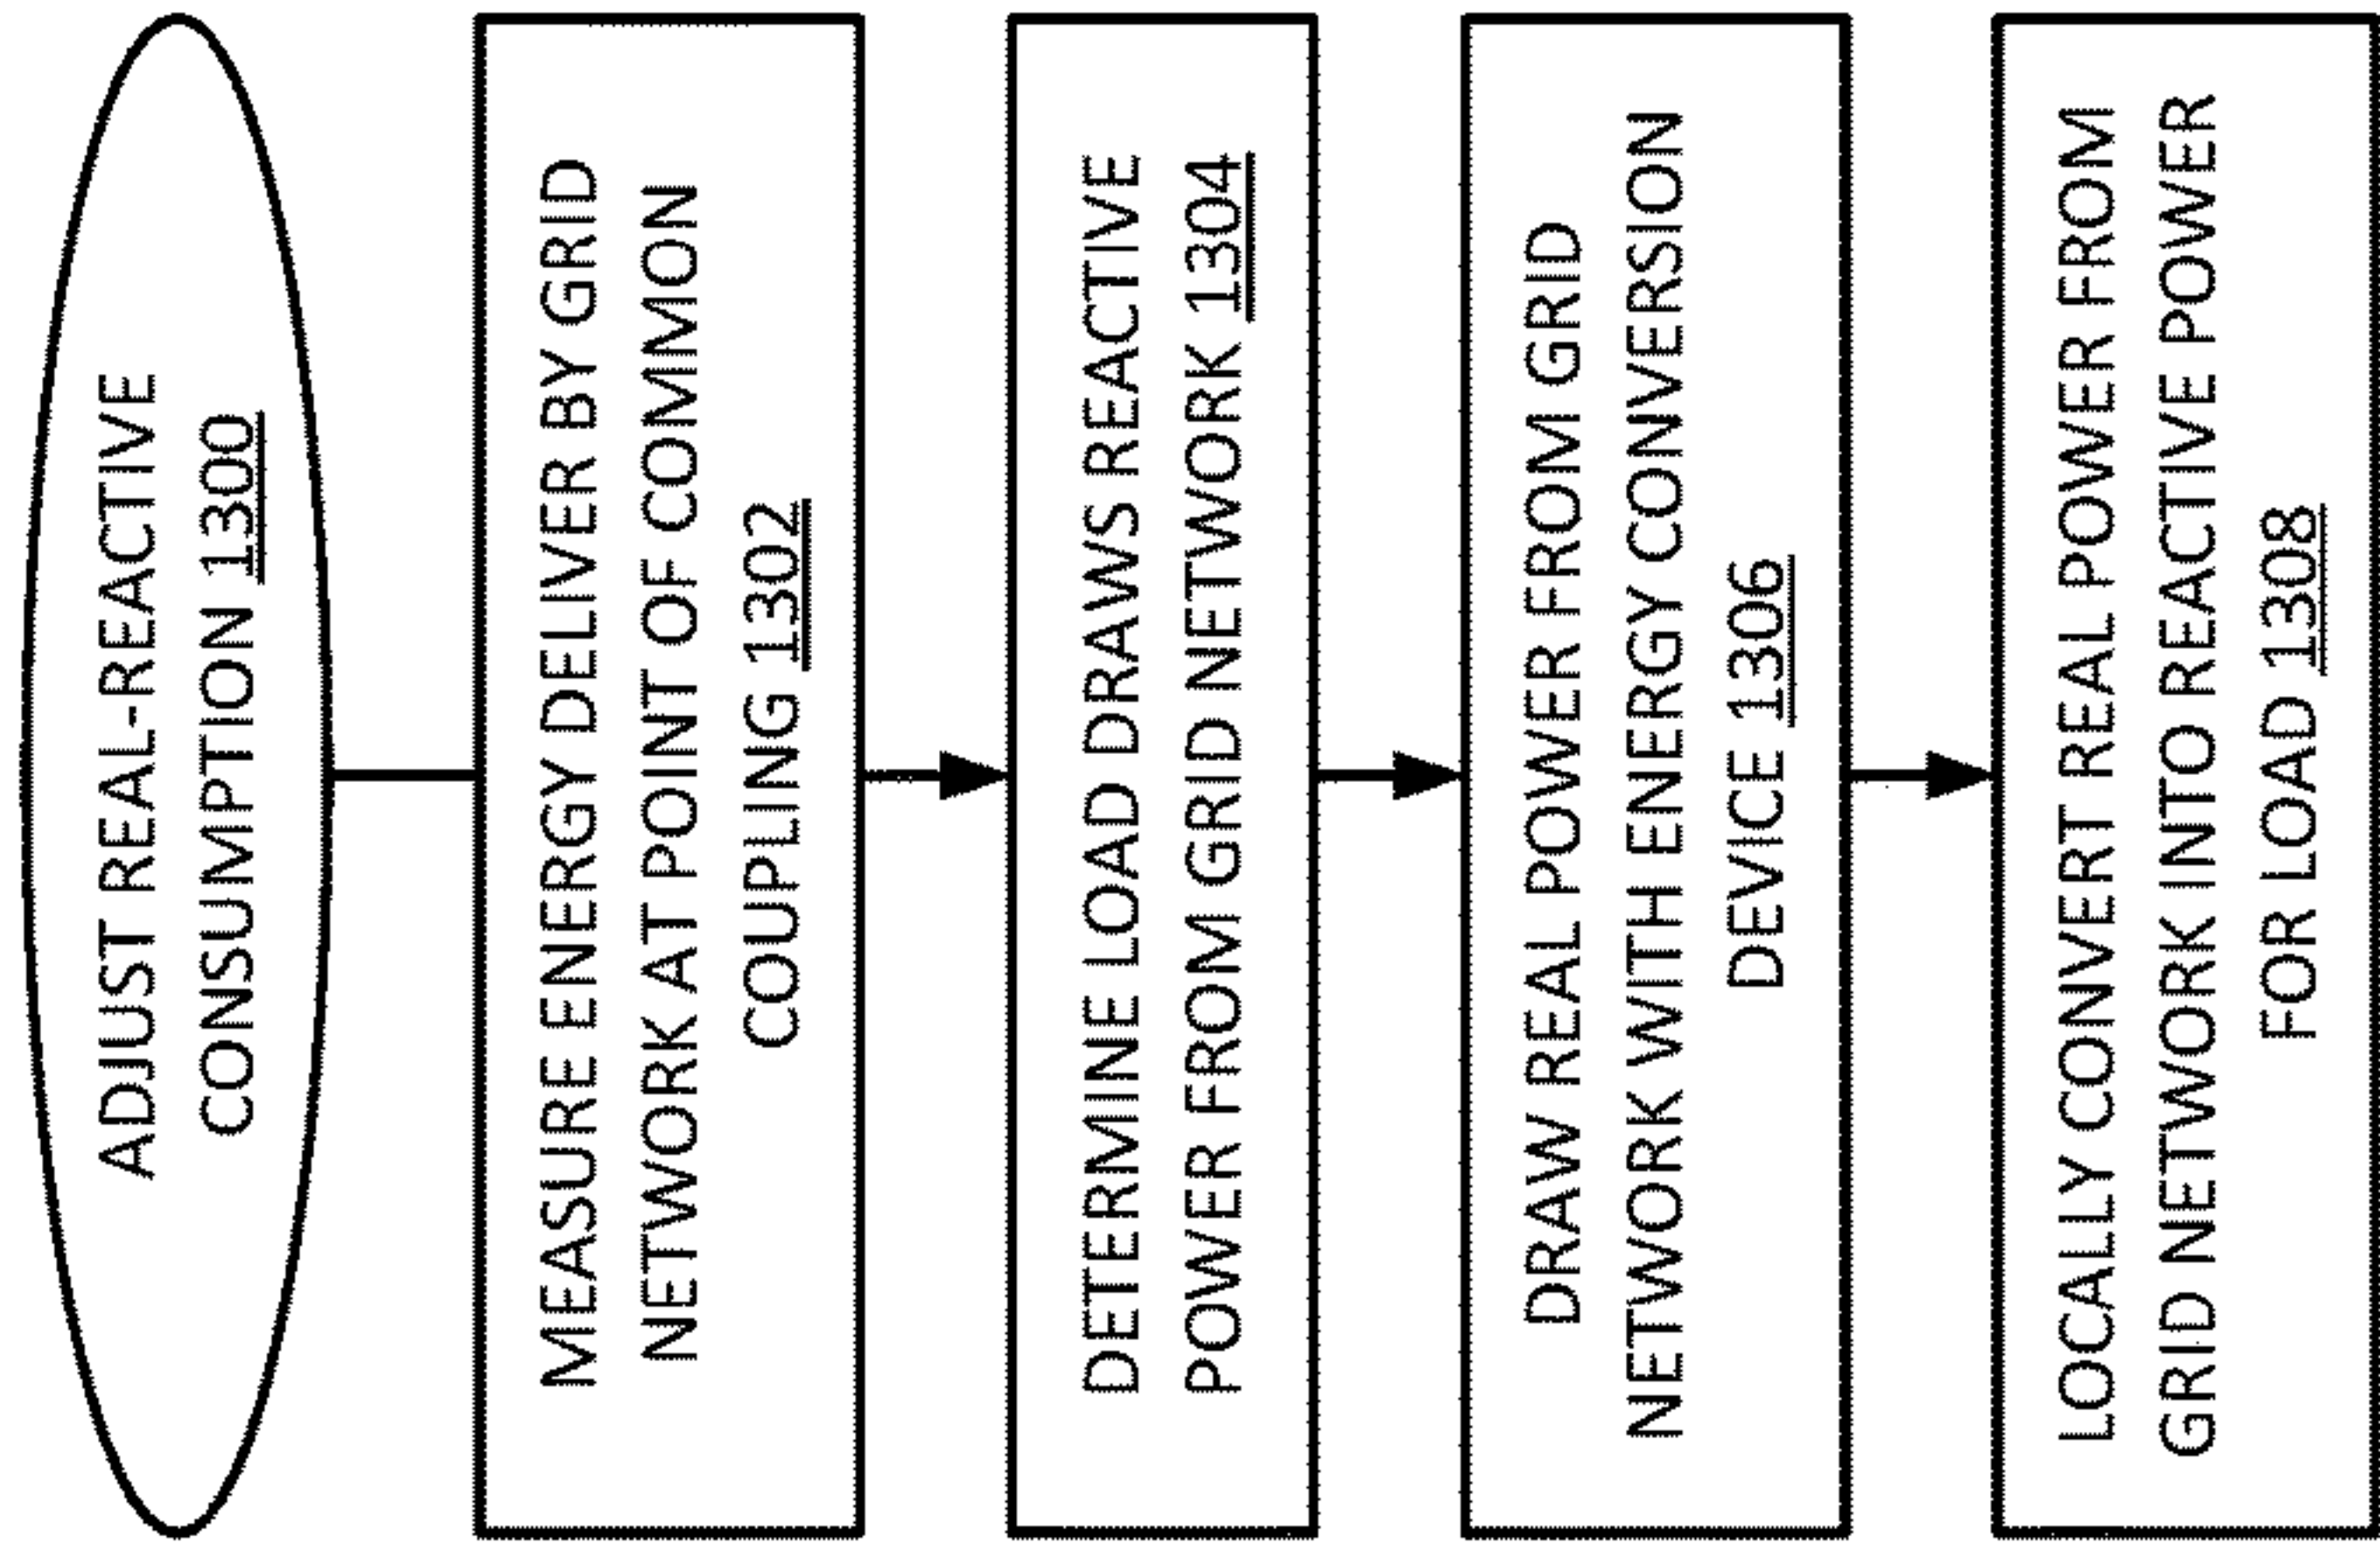 ADJUST REAL-REACTIVE
CONSUMPTION 1300
MEASURE ENERGY DELIVER BY GRID
NETWORK AT POINT OF COMMON
COUPLING 1302
DETERMINE LOAD DRAWS REACTIVE
POWER FROM GRID NETWORK 1304
DRAW REAL POWER FROM GRID
NETWORK WITH ENERGY CONVERSION
DEVICE 1306
LOCALLY CONVERT REAL POWER FROM
GRID NETWORK INTO REACTIVE POWER
FOR LOAD 1308